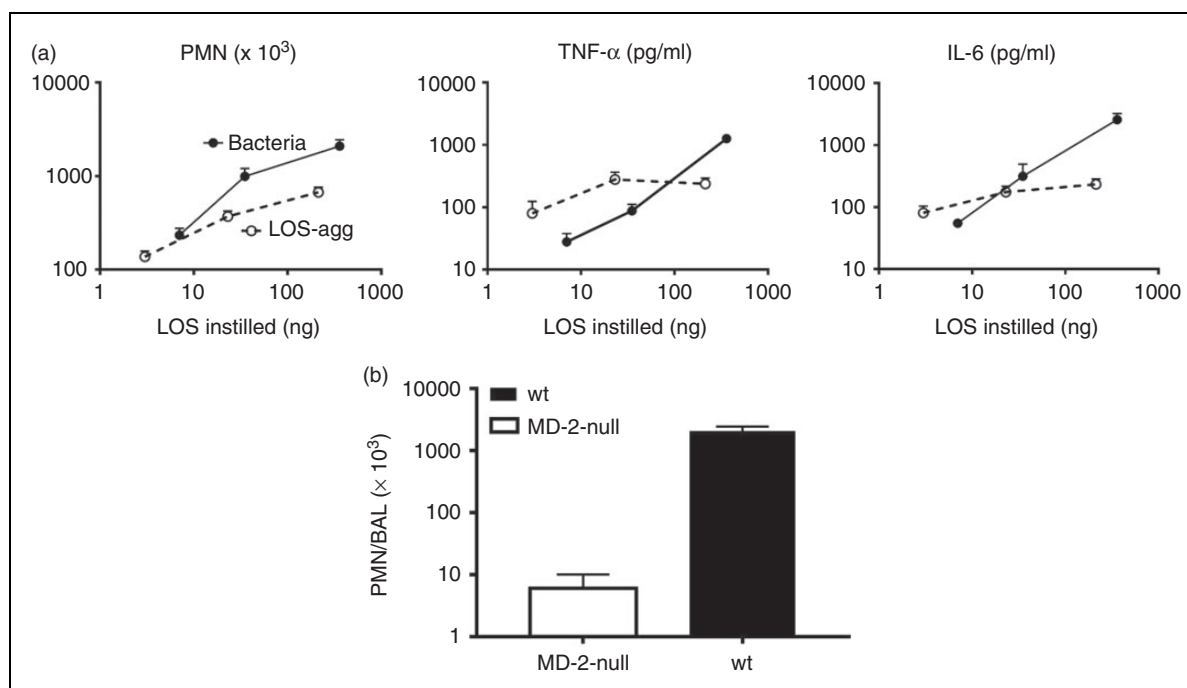 (a)
PMN (x 10³)
10000
1000
100
1
10
100
1000
LOS instilled (ng)
Bacteria
LOS-agg
TNF-α (pg/ml)
10000
1000
100
10
1
10
100
1000
LOS instilled (ng)
IL-6 (pg/ml)
10000
1000
100
10
1
10
100
1000
LOS instilled (ng)
(b)
wt
MD-2-null
PMN/BAL (× 10³)
10000
1000
100
10
1
MD-2-null
wt